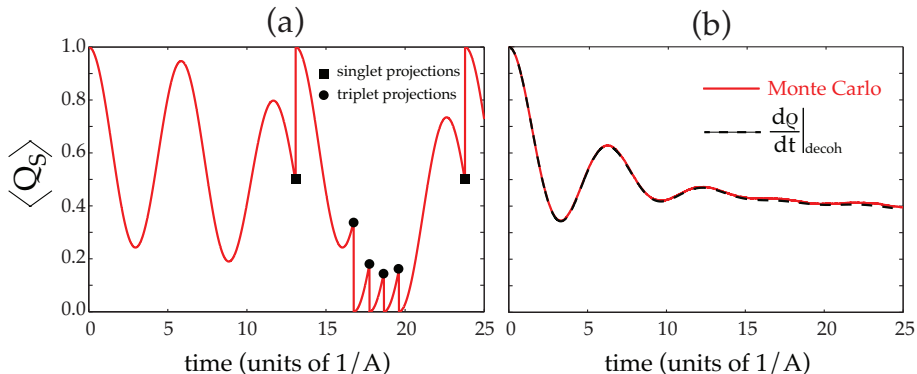 (a)
(b)
1.0
0.8
0.6
0.4
0.2
0.0
⟨Q_S⟩
■ singlet projections
● triplet projections
0 5 10 15 20 25
time (units of 1/A)
Monte Carlo
dϱ/dt|decoh
0 5 10 15 20 25
time (units of 1/A)